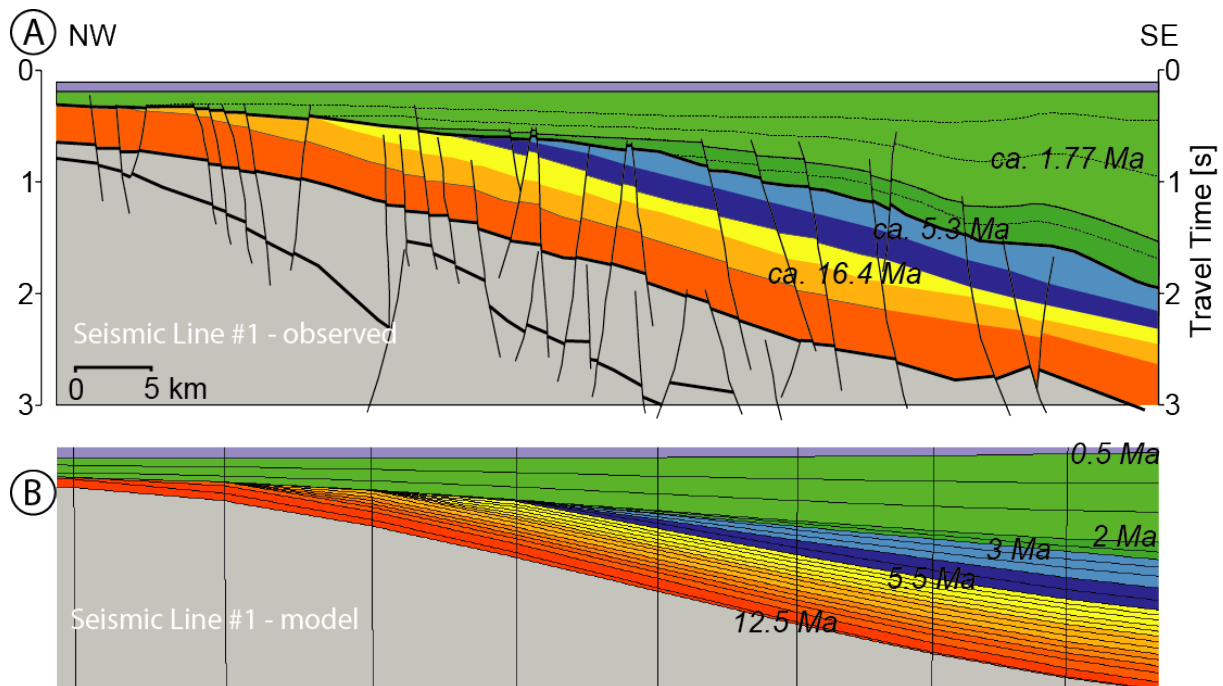 A NW SE
0 0
ca. 1.77 Ma
1 1
ca. 5.3 Ma
ca. 16.4 Ma
Travel Time [s]
2 2
Seismic Line #1 - observed
0 5 km
3 3
0.5 Ma
B
2 Ma
3 Ma
5 5 Ma
Seismic Line #1 - model
12.5 Ma